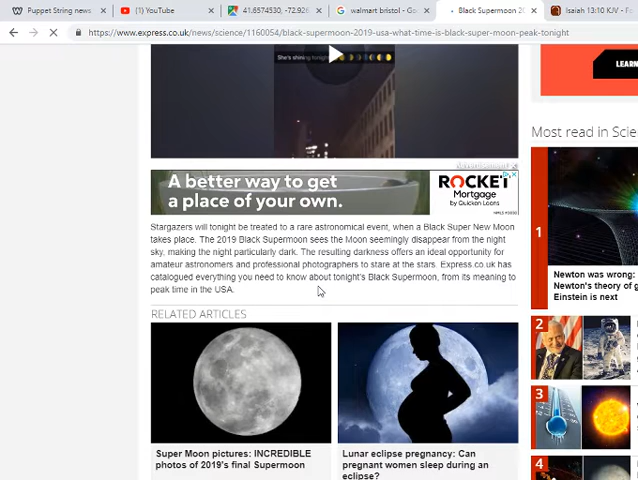 Puppet String news
(1) YouTube
41.6574530, -72.926
walmart bristol - Go
Black Supermoon 20
Isaiah 13:10 KJV - Fo
https://www.express.co.uk/news/science/1160054/black-supermoon-2019-usa-what-time-is-black-super-moon-peak-tonight
She's shining tonight
LEARN
Advertisement
A better way to get
a place of your own.
ROCKET
Mortgage
by Quicken Loans
NMLS #3030
Stargazers will tonight be treated to a rare astronomical event, when a Black Super New Moon
takes place. The 2019 Black Supermoon sees the Moon seemingly disappear from the night
sky, making the night particularly dark. The resulting darkness offers an ideal opportunity for
amateur astronomers and professional photographers to stare at the stars. Express.co.uk has
catalogued everything you need to know about tonight's Black Supermoon, from its meaning to
peak time in the USA.
RELATED ARTICLES
Super Moon pictures: INCREDIBLE
photos of 2019's final Supermoon
Lunar eclipse pregnancy: Can
pregnant women sleep during an
eclipse?
Most read in Scie
1
Newton was wrong:
Newton's theory of g
Einstein is next
2
3
4